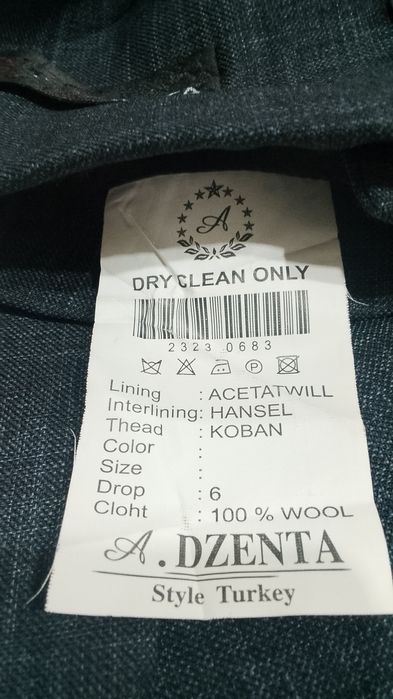 A
DRY CLEAN ONLY
2323 0683
P
Lining : ACETATWILL
Interlining: HANSEL
Thead : KOBAN
Color :
Size :
Drop : 6
Cloht : 100 % WOOL
A. DZENTA
Style Turkey